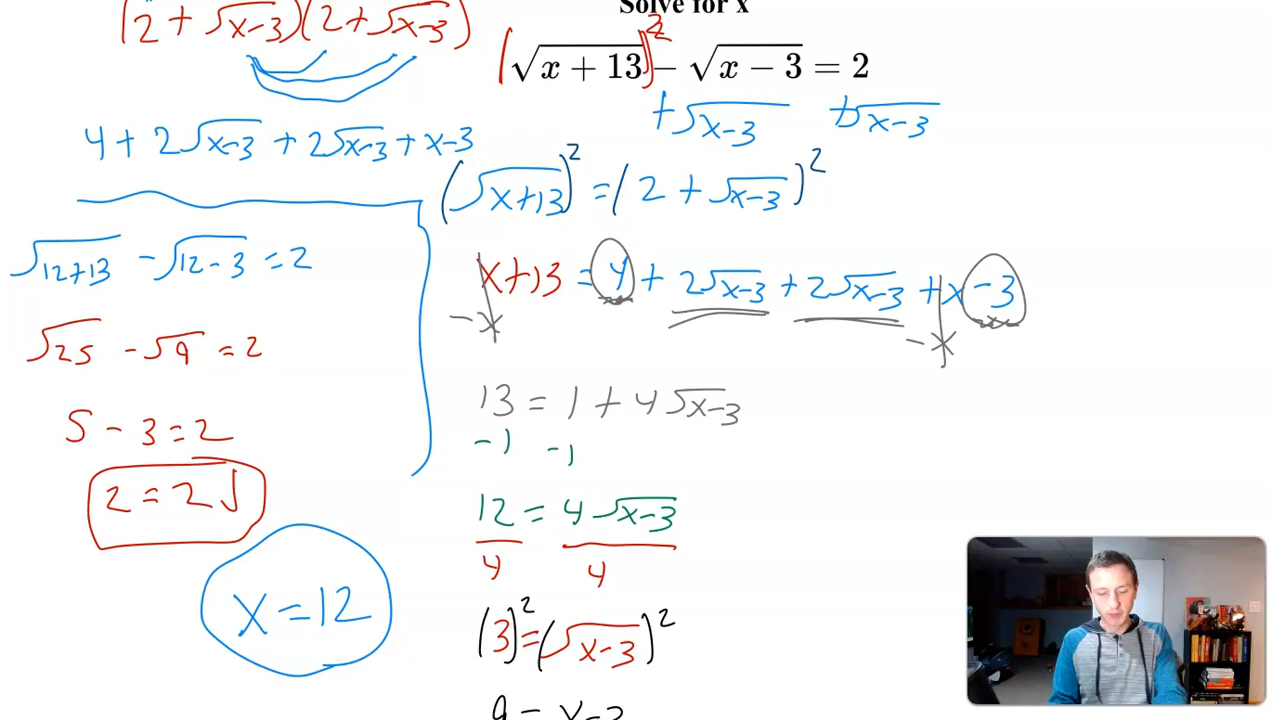 Solve for x
(2 + √x-3)(2 + √x-3)
(√x + 13)² − √x − 3 = 2
+√x-3 +√x-3
4 + 2√x-3 + 2√x-3 + x-3
(√x+13)² = (2 + √x-3)²
√12+13 - √12-3 = 2
x+13 = 4 + 2√x-3 + 2√x-3 + x - 3
-x -x
√25 - √9 = 2
13 = 1 + 4√x-3
-1 -1
5 - 3 = 2
2 = 2 √
12 = 4√x-3
4 4
x = 12
(3)² = (√x-3)²
9 = x-3